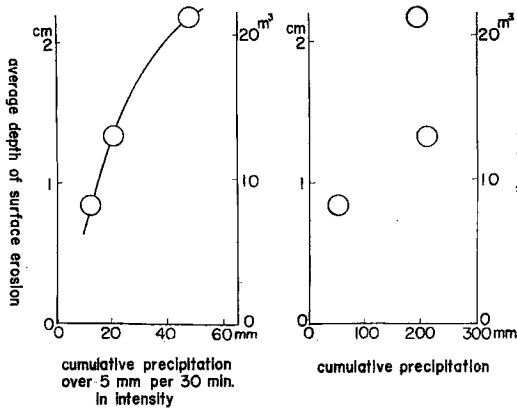 cm
2
1
0
average depth of surface erosion
m³
20
10
0
0 20 40 60 mm
cumulative precipitation
over 5 mm per 30 min.
in intensity
cm
2
1
0
m³
20
10
0
0 100 200 300 mm
cumulative precipitation